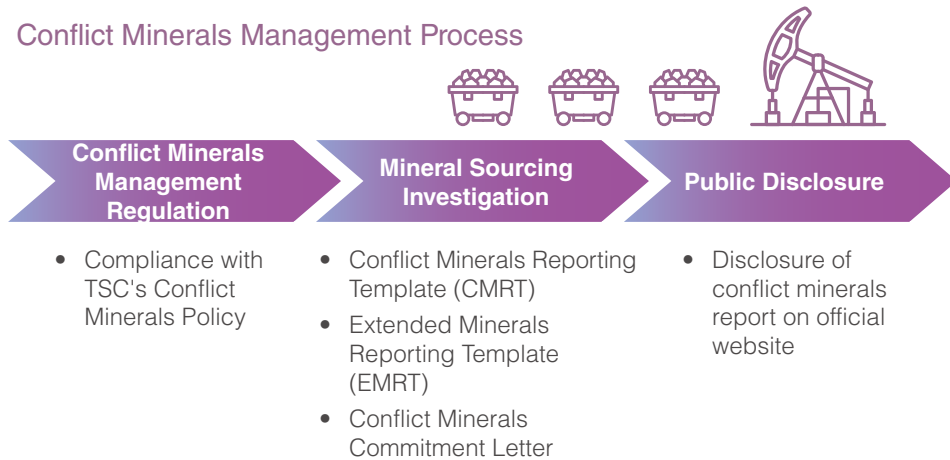 Conflict Minerals Management Process
Conflict Minerals
Management
Regulation
Mineral Sourcing
Investigation
Public Disclosure
• Compliance with
TSC's Conflict
Minerals Policy
• Conflict Minerals Reporting
Template (CMRT)
• Extended Minerals
Reporting Template
(EMRT)
• Conflict Minerals
Commitment Letter
• Disclosure of
conflict minerals
report on official
website